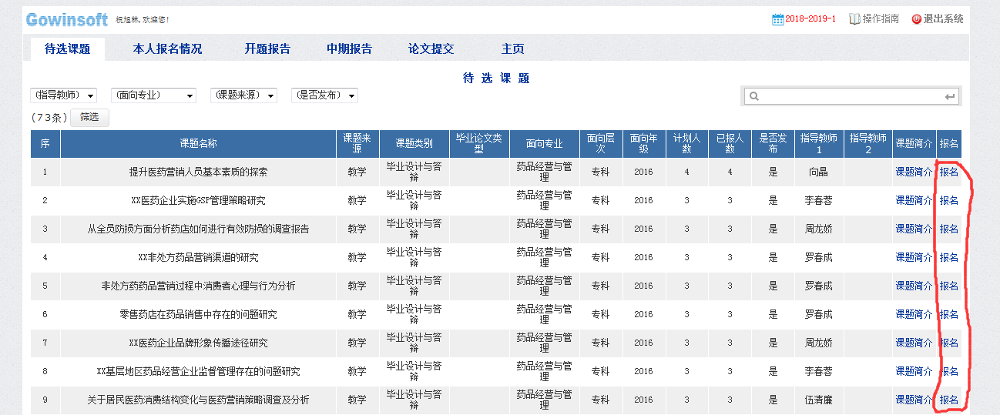 Gowinsoft 祝旭林,欢迎您! 2018-2019-1 操作指南 退出系统
待选课题 本人报名情况 开题报告 中期报告 论文提交 主页
待 选 课 题
(指导教师) (面向专业) (课题来源) (是否发布)
(73条) 筛选
序 课题名称 课题来源 课题类别 毕业论文类型 面向专业 面向层次 面向年级 计划人数 已报人数 是否发布 指导教师1 指导教师2 课题简介 报名
1 提升医药营销人员基本素质的探索 教学 毕业设计与答辩 药品经营与管理 专科 2016 4 4 是 向晶 课题简介 报名
2 XX医药企业实施GSP管理策略研究 教学 毕业设计与答辩 药品经营与管理 专科 2016 3 3 是 李春蓉 课题简介 报名
3 从全员防损方面分析药店如何进行有效防损的调查报告 教学 毕业设计与答辩 药品经营与管理 专科 2016 3 3 是 周龙娇 课题简介 报名
4 XX非处方药品营销渠道的研究 教学 毕业设计与答辩 药品经营与管理 专科 2016 3 3 是 罗春成 课题简介 报名
5 非处方药药品营销过程中消费者心理与行为分析 教学 毕业设计与答辩 药品经营与管理 专科 2016 3 3 是 罗春成 课题简介 报名
6 零售药店在药品销售中存在的问题研究 教学 毕业设计与答辩 药品经营与管理 专科 2016 3 3 是 罗春成 课题简介 报名
7 XX医药企业品牌形象传播途径研究 教学 毕业设计与答辩 药品经营与管理 专科 2016 3 3 是 周龙娇 课题简介 报名
8 XX基层地区药品经营企业监督管理存在的问题研究 教学 毕业设计与答辩 药品经营与管理 专科 2016 3 3 是 李春蓉 课题简介 报名
9 关于居民医药消费结构变化与医药营销策略调查及分析 教学 毕业设计与答辩 药品经营与管理 专科 2016 3 3 是 伍清廉 课题简介 报名